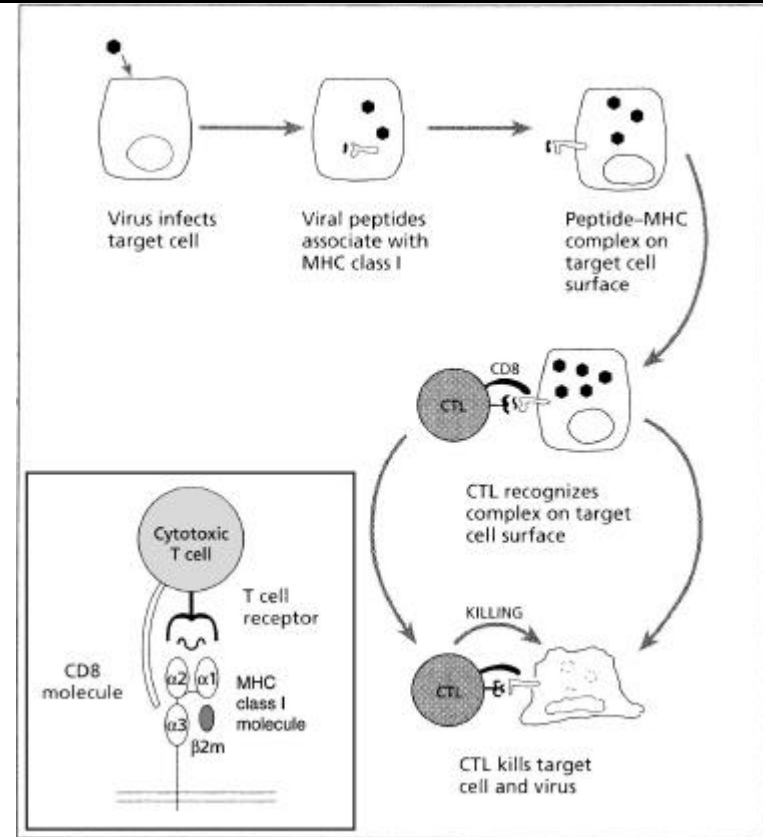 Virus infects
target cell
Viral peptides
associate with
MHC class I
Peptide–MHC
complex on
target cell
surface
CD8
CTL
CTL recognizes
complex on target
cell surface
KILLING
CTL
CTL kills target
cell and virus
Cytotoxic
T cell
T cell
receptor
CD8
molecule
α2 α1
MHC
class I
molecule
α3
β2m